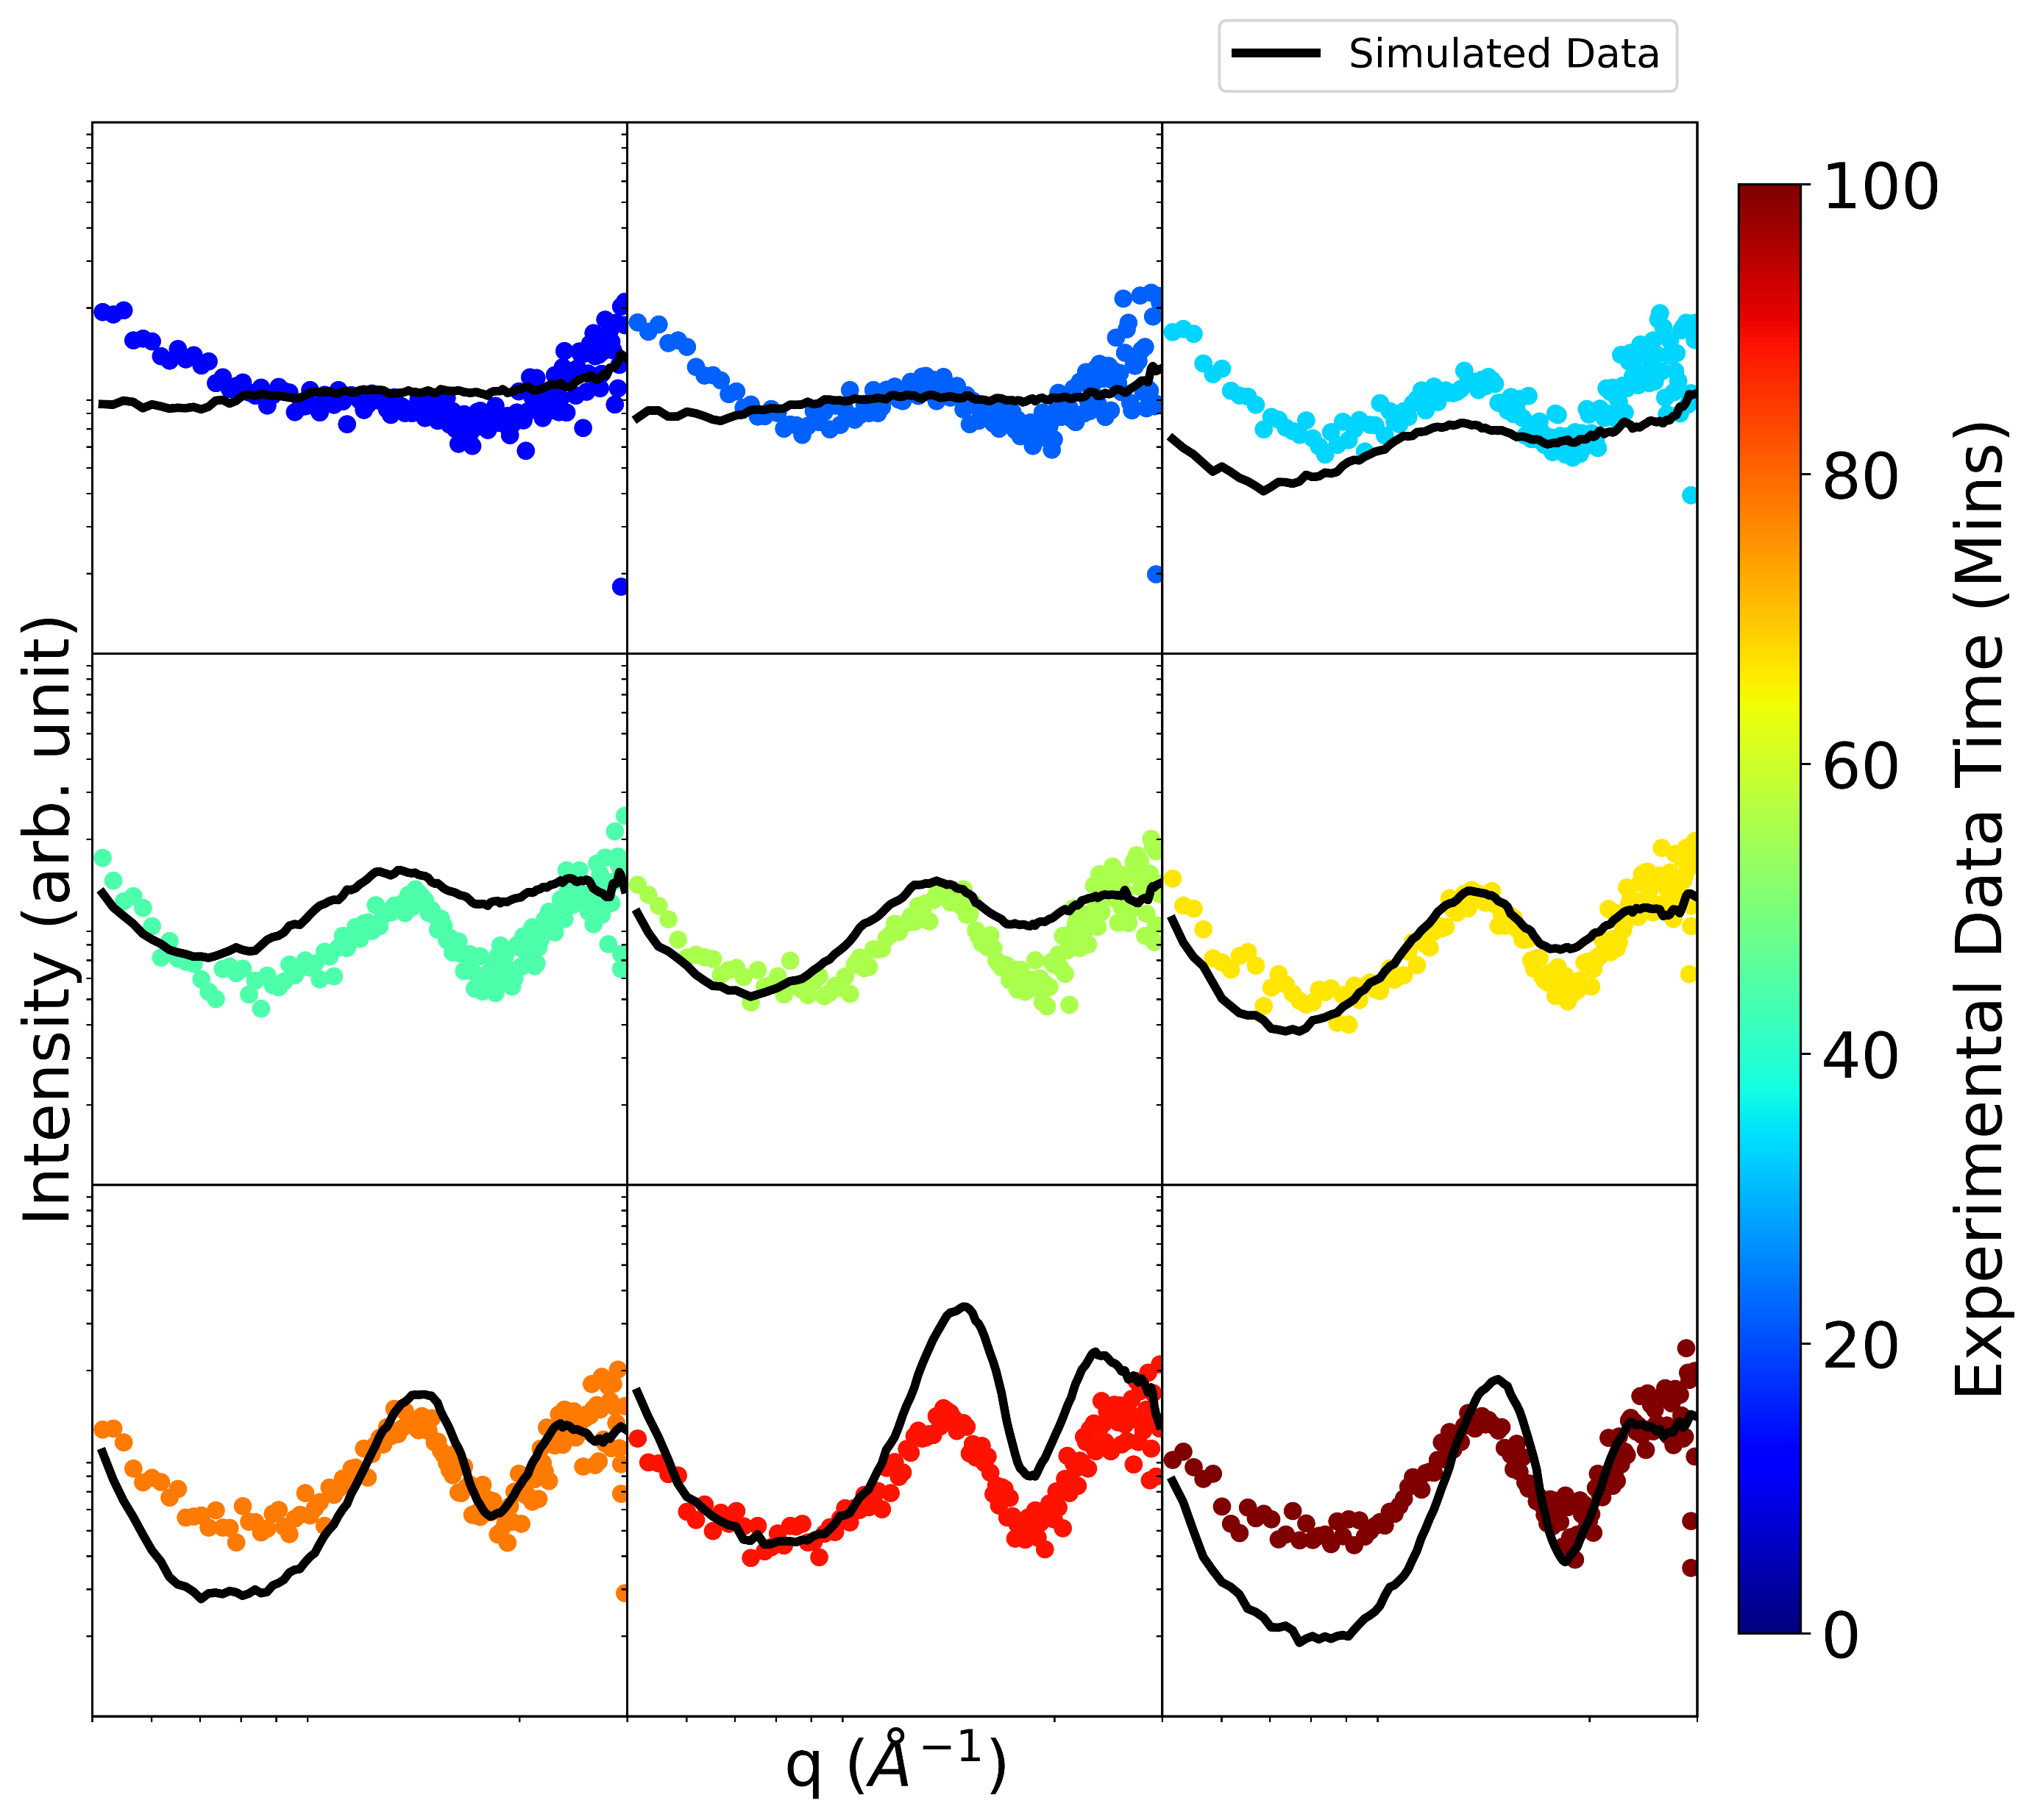 Simulated Data
Intensity (arb. unit)
q (Å⁻¹)
100
80
60
40
20
0
Experimental Data Time (Mins)